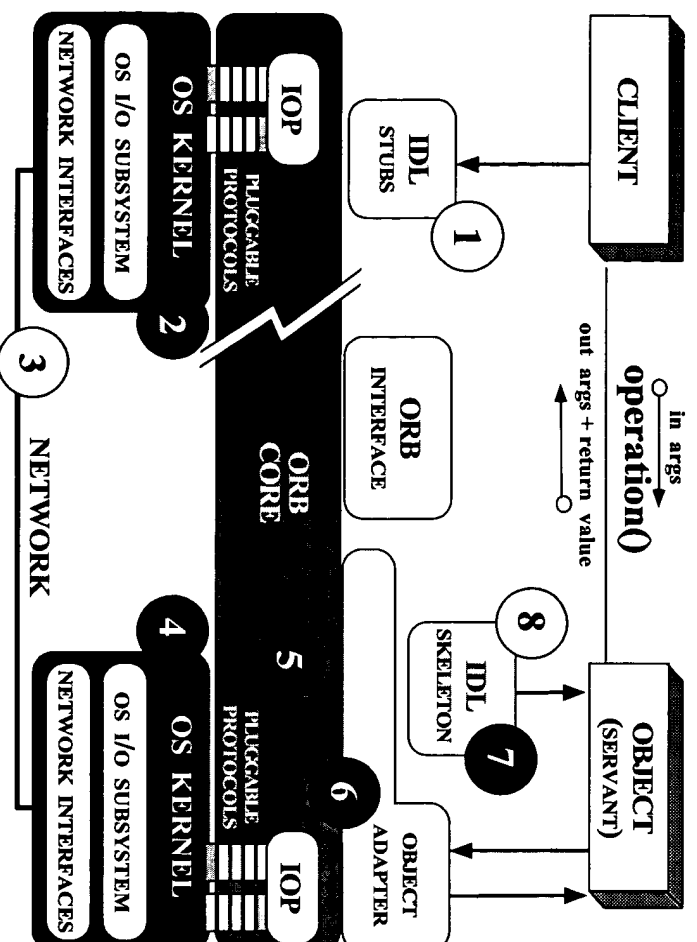 CLIENT
in args
operation()
out args + return value
OBJECT
(SERVANT)
IDL
STUBS
1
ORB
INTERFACE
8
IDL
SKELETON
7
OBJECT
ADAPTER
6
IOP
PLUGGABLE
PROTOCOLS
ORB
CORE
5
PLUGGABLE
PROTOCOLS
IOP
OS KERNEL
2
OS I/O SUBSYSTEM
NETWORK INTERFACES
4
OS KERNEL
OS I/O SUBSYSTEM
NETWORK INTERFACES
3
NETWORK